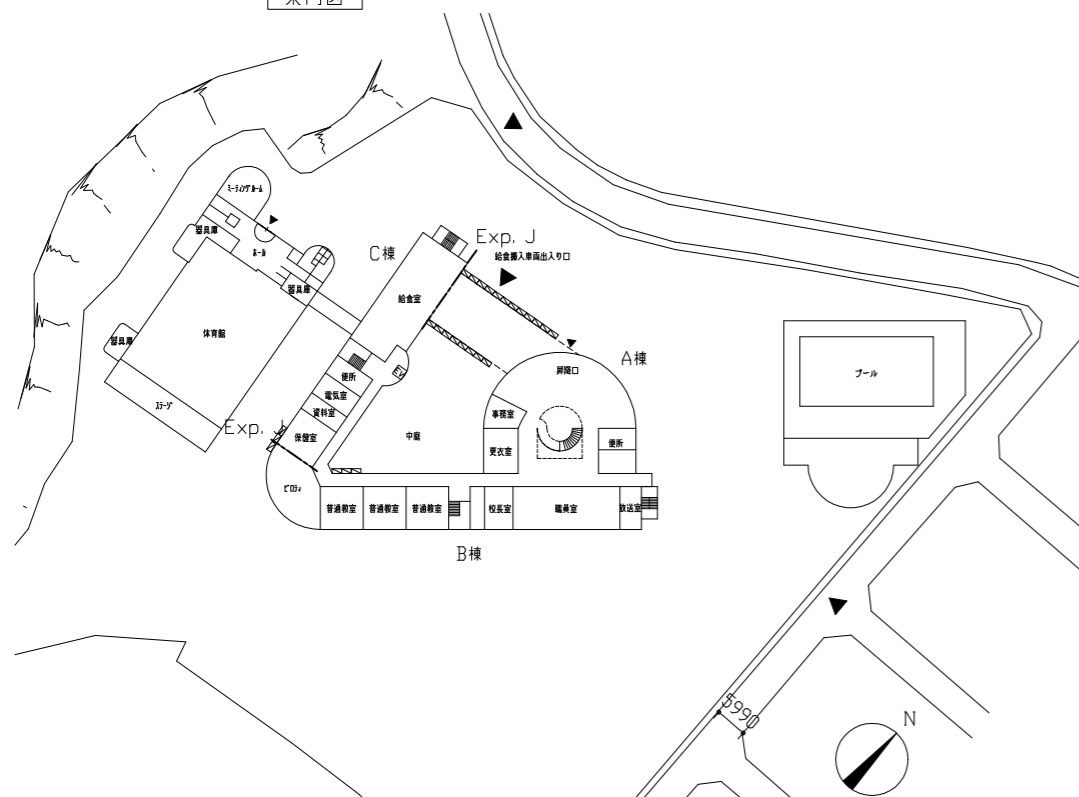 案内図
ミーティングルーム
器具庫
ホール
器具庫
体育館
器具庫
ステージ
C棟
Exp. J
給食搬入車両出入り口
給食室
EV
便所
電気室
資料室
保健室
Exp. J
ピロティ
中庭
A棟
昇降口
事務室
更衣室
便所
普通教室
普通教室
普通教室
校長室
職員室
放送室
B棟
プール
5990
N